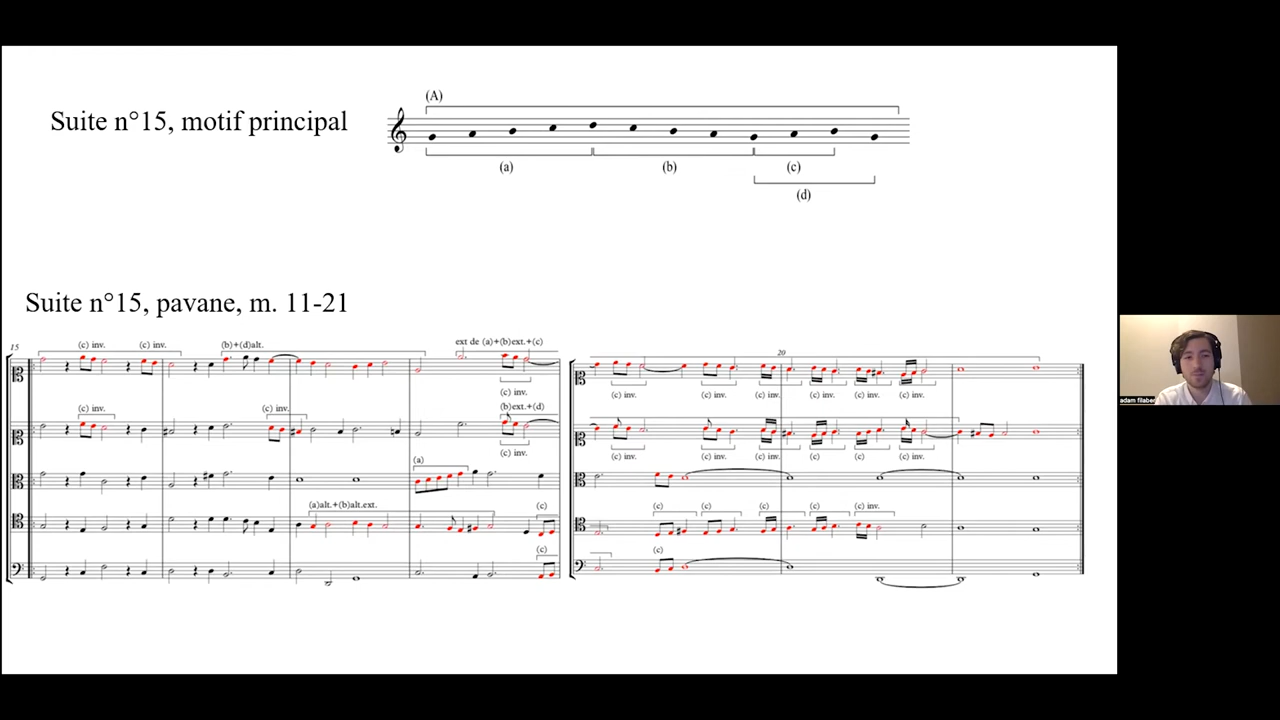 (A)
Suite n°15, motif principal
(a) (b) (c)
(d)
Suite n°15, pavane, m. 11-21
15 (c) inv. (c) inv. (b)+(d)alt. ext de (a)+(b)ext.+(c) 20
(c) inv. (c) inv. (c) inv. (c) inv. (c) inv. (c) inv. (c) inv.
(c) inv. (c) inv. (b)ext.+(d)
(c) inv. (c) inv. (c) inv. (c) inv. (c) (c) (c)
(a)
(a)alt.+(b)alt.ext. (c) (c) (c) (c) (c) (c) inv.
(c) (c)
adam filaber